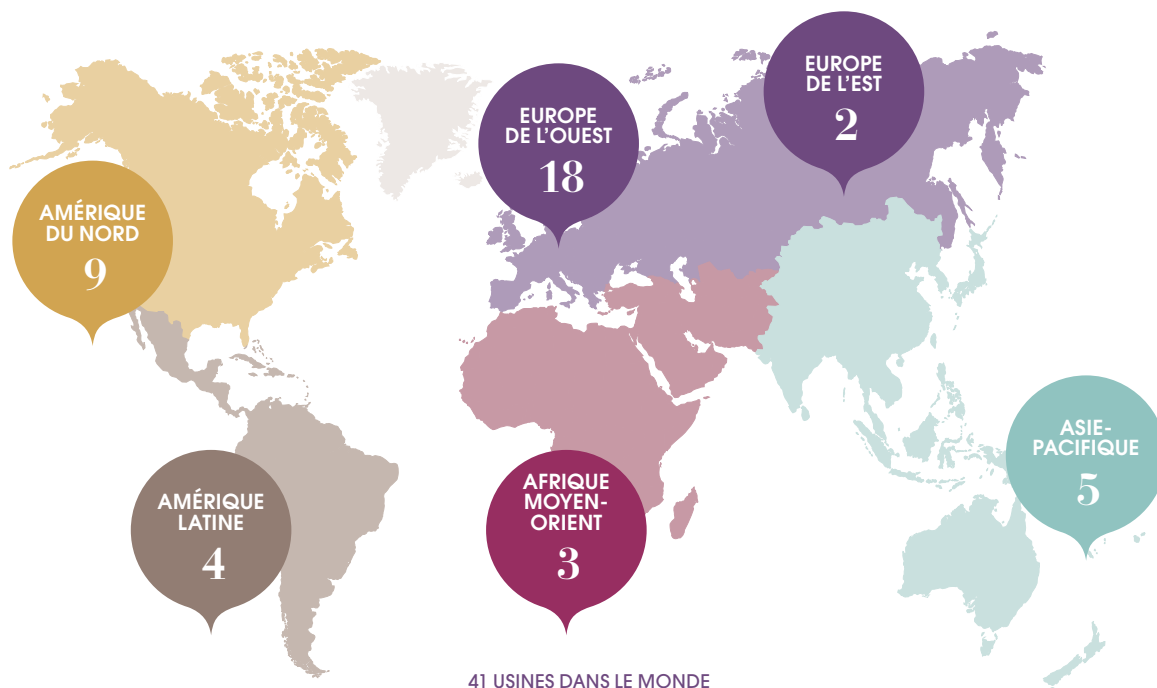 EUROPE
DE L'EST
2
EUROPE
DE L'OUEST
18
AMÉRIQUE
DU NORD
9
ASIE-
PACIFIQUE
5
AMÉRIQUE
LATINE
4
AFRIQUE
MOYEN-
ORIENT
3
41 USINES DANS LE MONDE